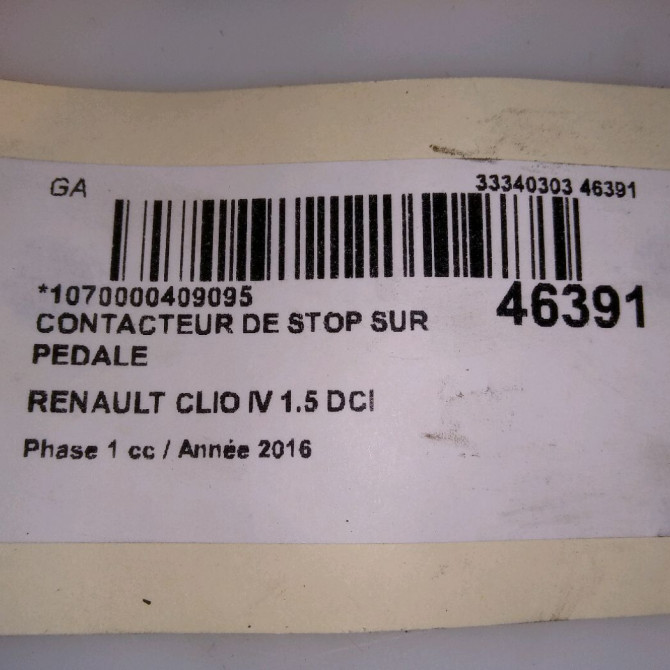 GA
33340303 46391
*1070000409095
46391
CONTACTEUR DE STOP SUR
PEDALE
RENAULT CLIO IV 1.5 DCI
Phase 1 cc / Année 2016